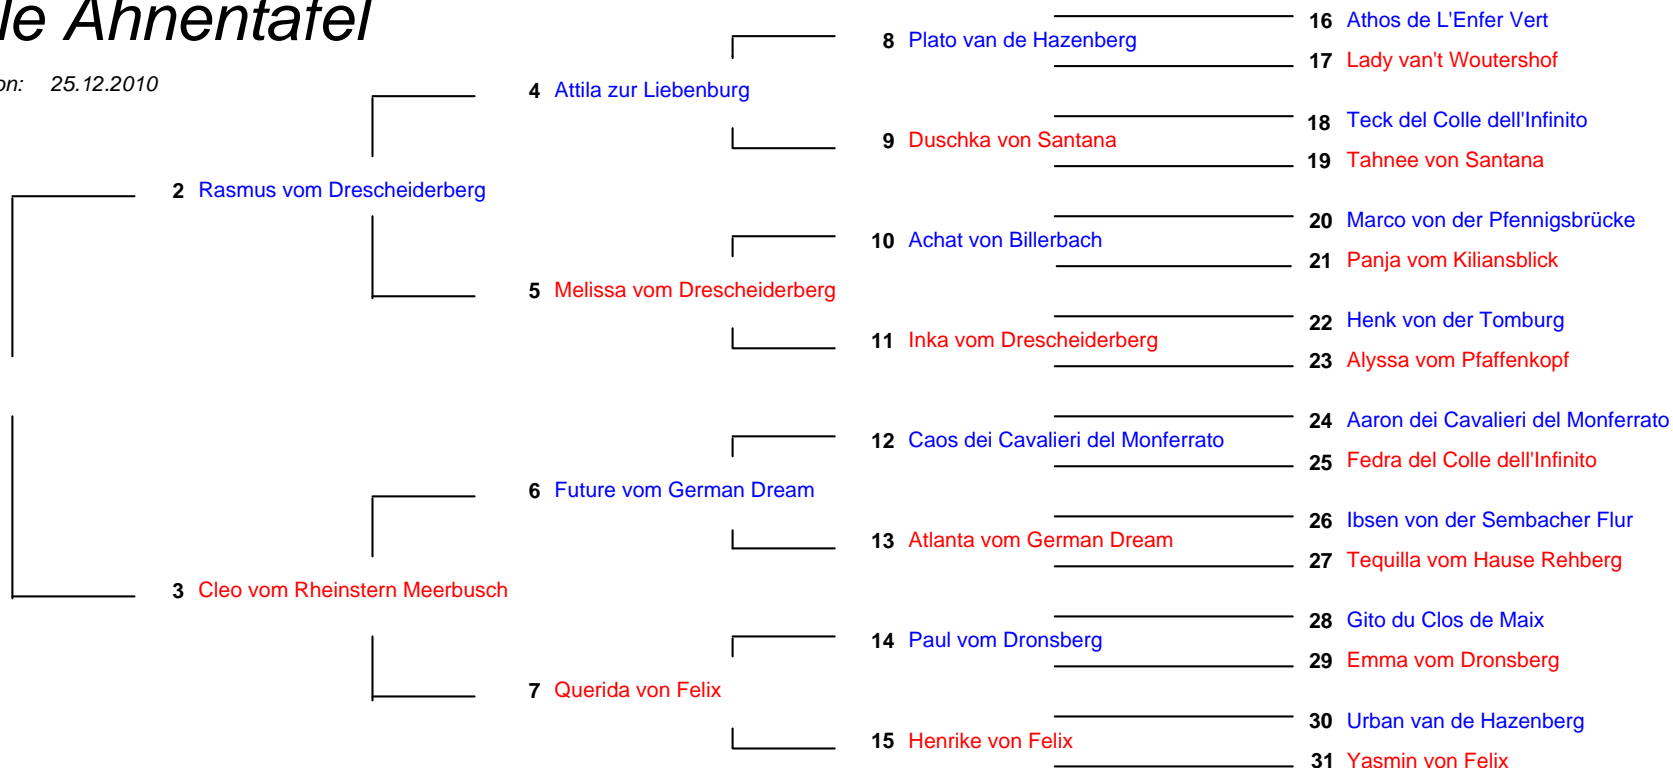 le Ahnentafel
on: 25.12.2010
2 Rasmus vom Drescheiderberg
3 Cleo vom Rheinstern Meerbusch
4 Attila zur Liebenburg
5 Melissa vom Drescheiderberg
6 Future vom German Dream
7 Querida von Felix
8 Plato van de Hazenberg
9 Duschka von Santana
10 Achat von Billerbach
11 Inka vom Drescheiderberg
12 Caos dei Cavalieri del Monferrato
13 Atlanta vom German Dream
14 Paul vom Dronsberg
15 Henrike von Felix
16 Athos de L'Enfer Vert
17 Lady van't Woutershof
18 Teck del Colle dell'Infinito
19 Tahnee von Santana
20 Marco von der Pfennigsbrücke
21 Panja vom Kiliansblick
22 Henk von der Tomburg
23 Alyssa vom Pfaffenkopf
24 Aaron dei Cavalieri del Monferrato
25 Fedra del Colle dell'Infinito
26 Ibsen von der Sembacher Flur
27 Tequilla vom Hause Rehberg
28 Gito du Clos de Maix
29 Emma vom Dronsberg
30 Urban van de Hazenberg
31 Yasmin von Felix